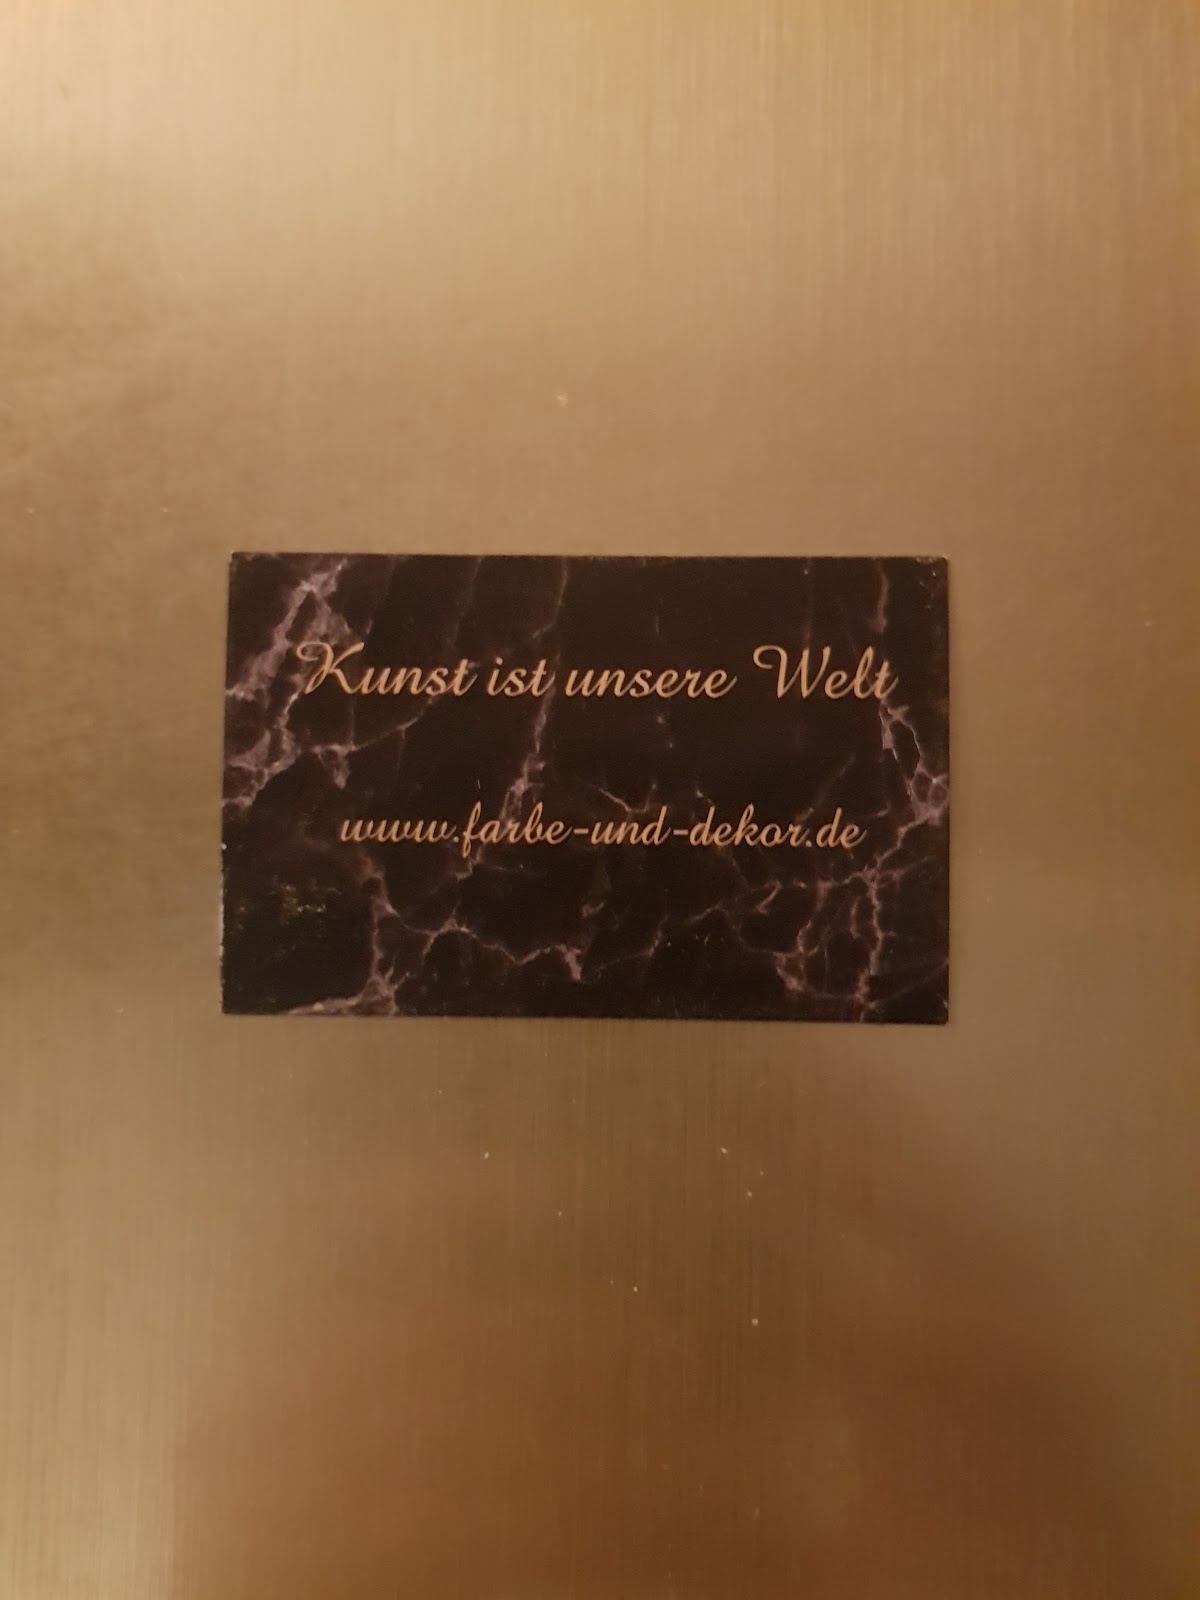 Kunst ist unsere Welt
www.farbe-und-dekor.de